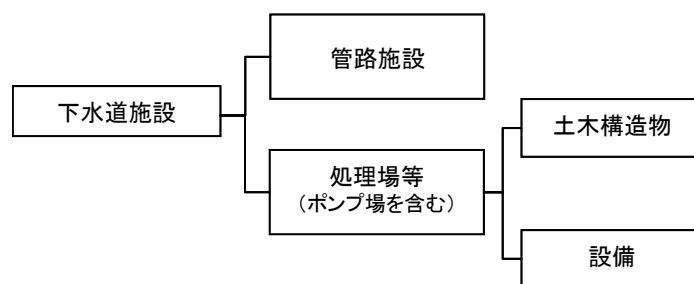 管路施設
下水道施設
土木構造物
処理場等
（ポンプ場を含む）
設備